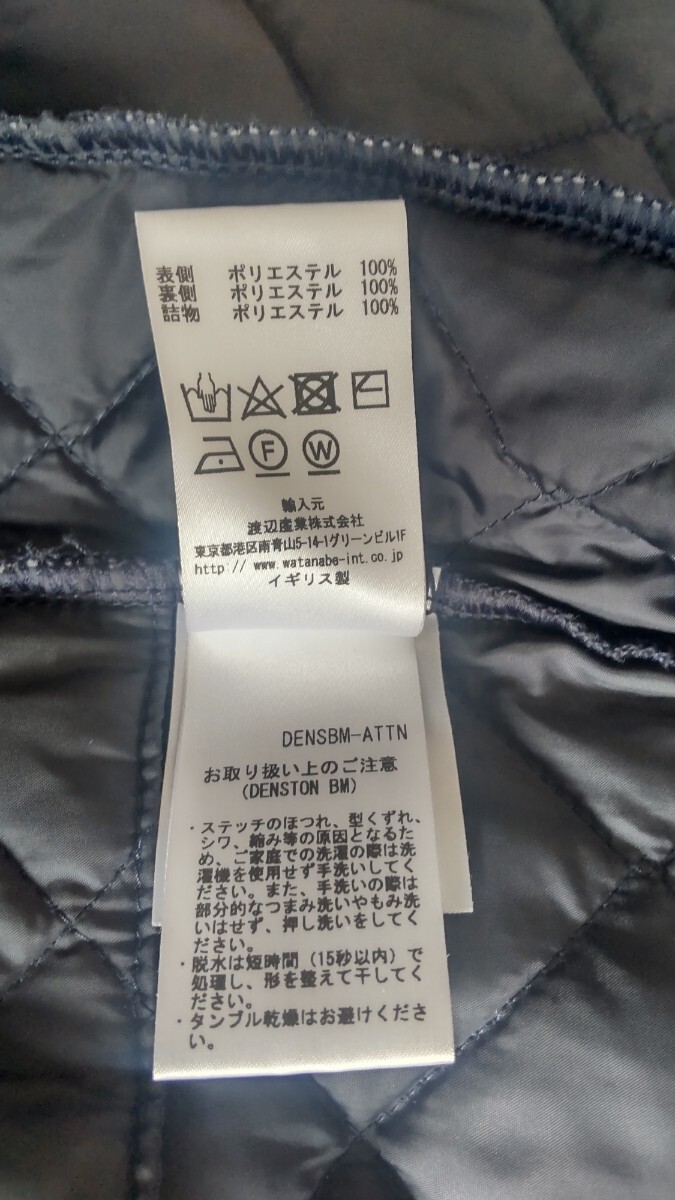 表側 ポリエステル 100%
裏側 ポリエステル 100%
詰物 ポリエステル 100%
F W
輸入元
渡辺産業株式会社
東京都港区南青山5-14-1グリーンビル1F
http:// www.watanabe-int.co.jp
イギリス製
DENSBM-ATTN
お取り扱い上のご注意
(DENSTON BM)
・ステッチのほつれ、型くずれ、
シワ、縮み等の原因となるた
め、ご家庭での洗濯の際は洗
濯機を使用せず手洗いしてく
ださい。また、手洗いの際は
部分的なつまみ洗いやもみ洗
いはせず、押し洗いをしてく
ださい。
・脱水は短時間（15秒以内）で
処理し、形を整えて干してく
ださい。
・タンブル乾燥はお避けくださ
い。